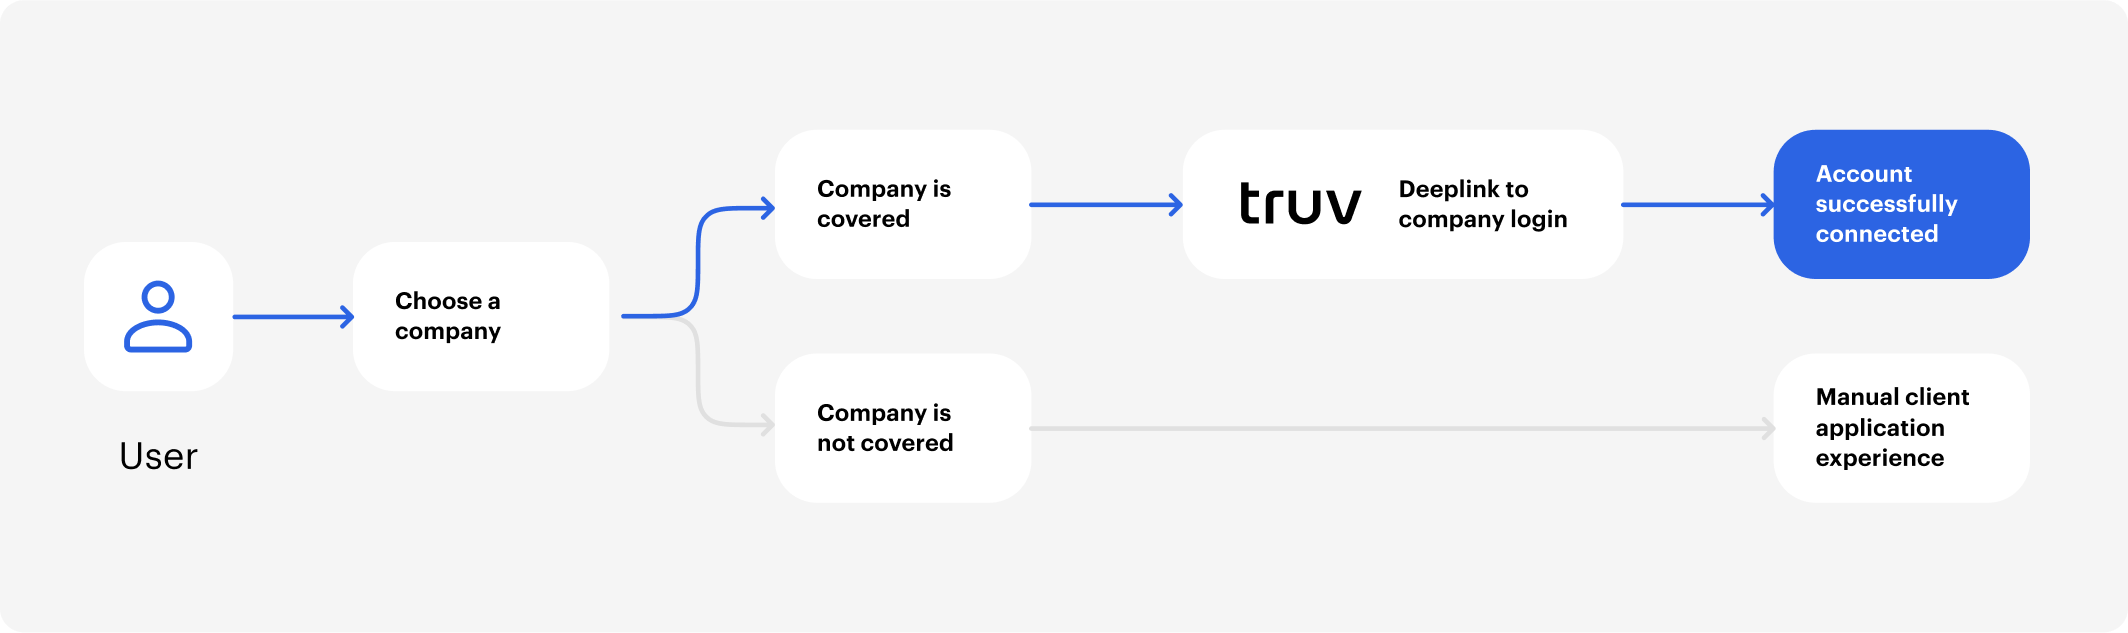 User
Choose a
company
Company is
covered
truv
Deeplink to
company login
Account
successfully
connected
Company is
not covered
Manual client
application
experience